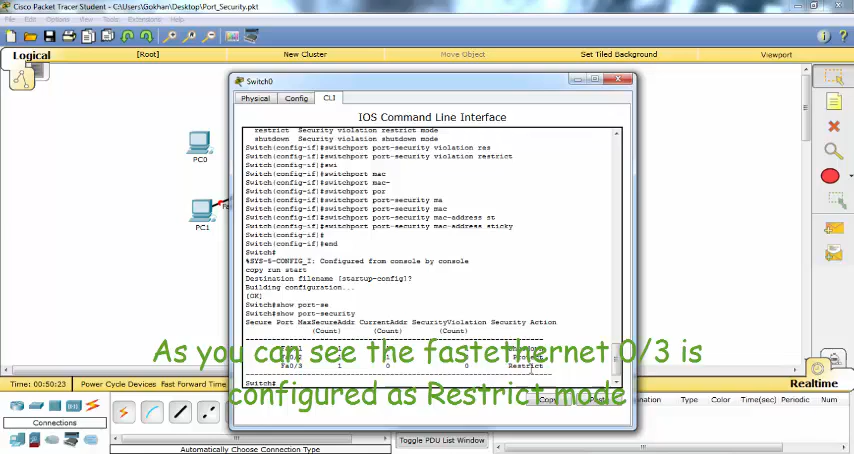 Cisco Packet Tracer Student - C:\Users\Gokhan\Desktop\Port_Security.pkt
File Edit Options View Tools Extensions Help
Logical
[Root]
New Cluster
Move Object
Set Tiled Background
Viewport
Switch0
Physical
Config
CLI
IOS Command Line Interface
restrict Security violation restrict mode
shutdown Security violation shutdown mode
Switch(config-if)#switchport port-security violation res
Switch(config-if)#switchport port-security violation restrict
Switch(config-if)#swi
Switch(config-if)#switchport mac
Switch(config-if)#switchport mac-
Switch(config-if)#switchport por
Switch(config-if)#switchport port-security ma
Switch(config-if)#switchport port-security mac
Switch(config-if)#switchport port-security mac-address st
Switch(config-if)#switchport port-security mac-address sticky
Switch(config-if)#
Switch(config-if)#end
Switch#
%SYS-5-CONFIG_I: Configured from console by console
copy run start
Destination filename [startup-config]?
Building configuration...
[OK]
Switch#show port-se
Switch#show port-security
Secure Port MaxSecureAddr CurrentAddr SecurityViolation Security Action
(Count) (Count) (Count)
Fa0/2
Fa0/3 1 0 0 Restrict
Switch#
Copy
PC0
PC1
As you can see the fastethernet 0/3 is
configured as Restrict mode
Time: 00:50:23
Power Cycle Devices
Fast Forward Time
Realtime
Connections
Automatically Choose Connection Type
Toggle PDU List Window
Color
Time(sec)
Periodic
Num